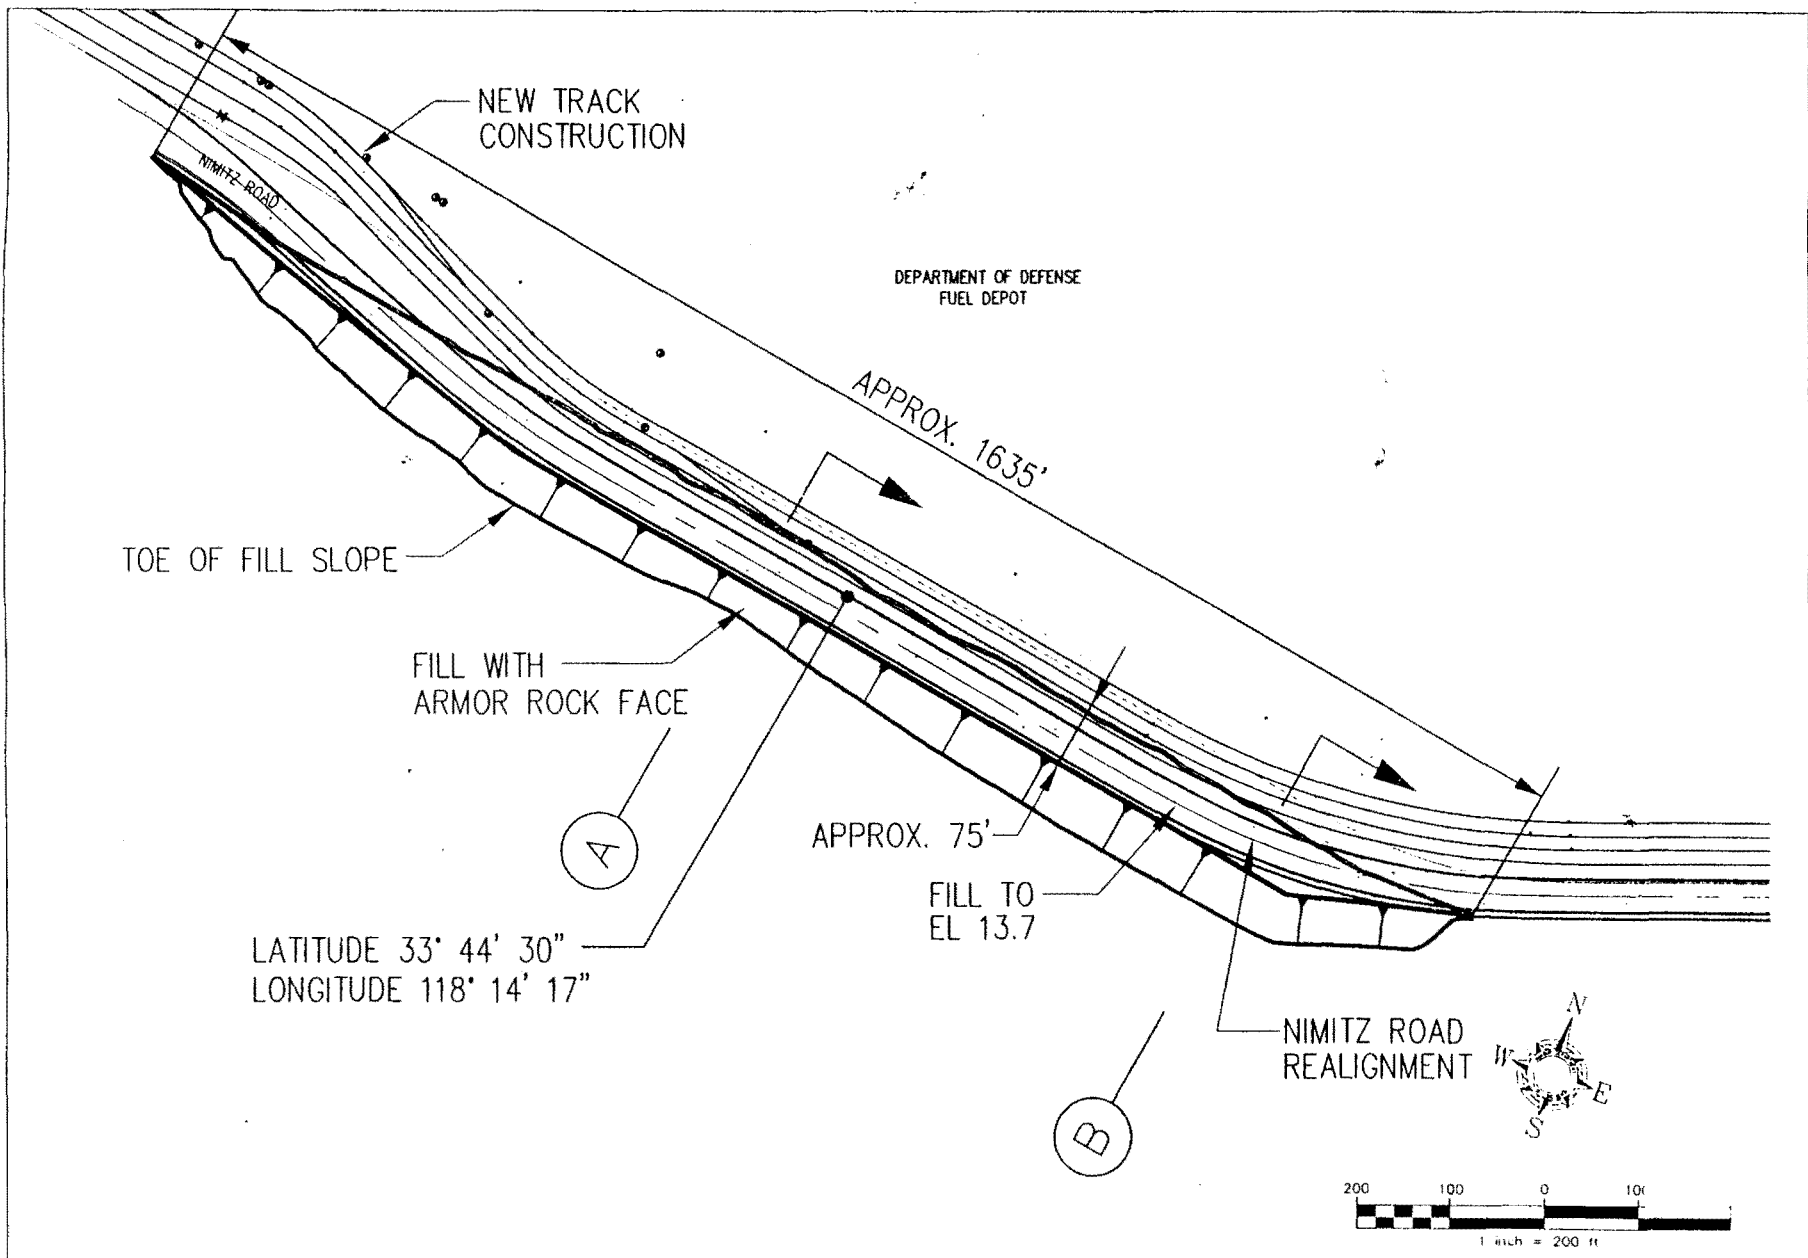 NEW TRACK
CONSTRUCTION
NIMITZ ROAD
DEPARTMENT OF DEFENSE
FUEL DEPOT
APPROX. 1635'
TOE OF FILL SLOPE
FILL WITH
ARMOR ROCK FACE
A
APPROX. 75'
FILL TO
EL 13.7
LATITUDE 33° 44' 30"
LONGITUDE 118° 14' 17"
NIMITZ ROAD
REALIGNMENT
B
N
W
E
S
200 100 0
1 inch = 200 ft